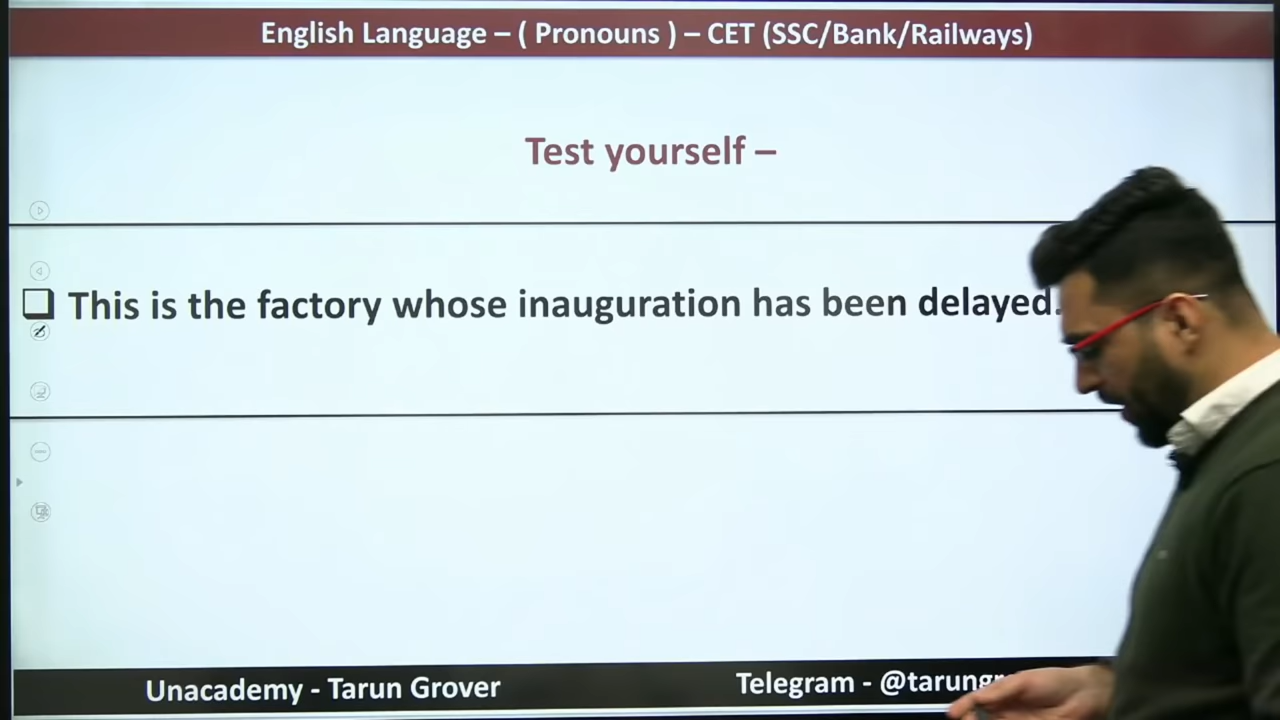 English Language – ( Pronouns ) – CET (SSC/Bank/Railways)
Test yourself –
This is the factory whose inauguration has been delayed.
Unacademy - Tarun Grover
Telegram -